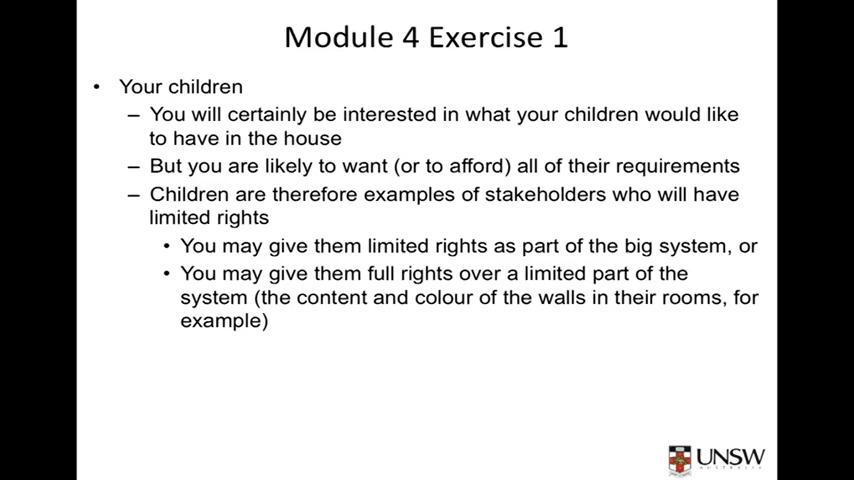 Module 4 Exercise 1
• Your children
– You will certainly be interested in what your children would like
to have in the house
– But you are likely to want (or to afford) all of their requirements
– Children are therefore examples of stakeholders who will have
limited rights
• You may give them limited rights as part of the big system, or
• You may give them full rights over a limited part of the
system (the content and colour of the walls in their rooms, for
example)
UNSW
AUSTRALIA